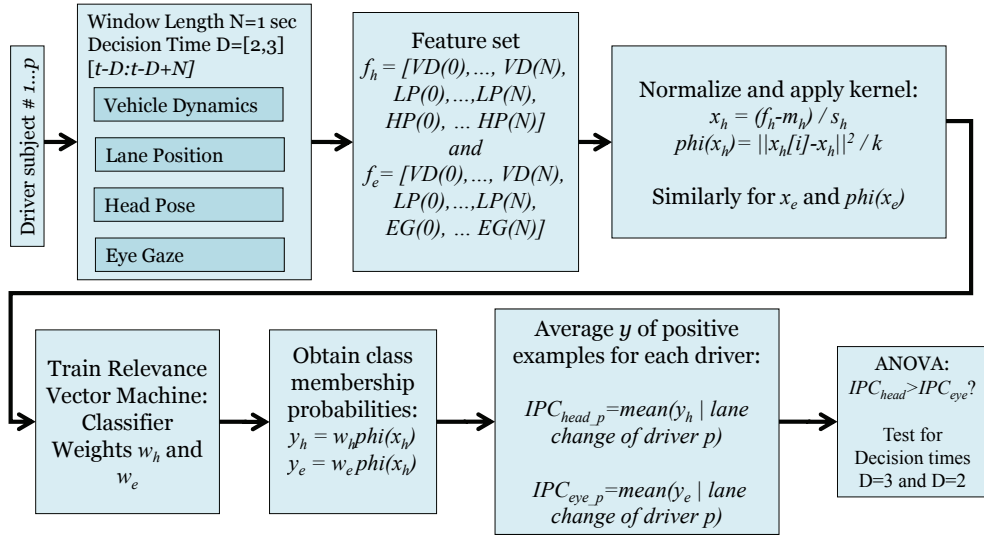 Driver subject # 1...p
Window Length N=1 sec
Decision Time D=[2,3]
[t-D:t-D+N]
Vehicle Dynamics
Lane Position
Head Pose
Eye Gaze
Feature set
f_h = [VD(0),..., VD(N),
LP(0),...,LP(N),
HP(0), ... HP(N)]
and
f_e = [VD(0),..., VD(N),
LP(0),...,LP(N),
EG(0), ... EG(N)]
Normalize and apply kernel:
x_h = (f_h-m_h) / s_h
phi(x_h)= ||x_h[i]-x_h||² / k
Similarly for x_e and phi(x_e)
Train Relevance
Vector Machine:
Classifier
Weights w_h and
w_e
Obtain class
membership
probabilities:
y_h = w_h phi(x_h)
y_e = w_e phi(x_h)
Average y of positive
examples for each driver:
IPC_head_p=mean(y_h | lane
change of driver p)
IPC_eye_p=mean(y_e | lane
change of driver p)
ANOVA:
IPC_head>IPC_eye?
Test for
Decision times
D=3 and D=2